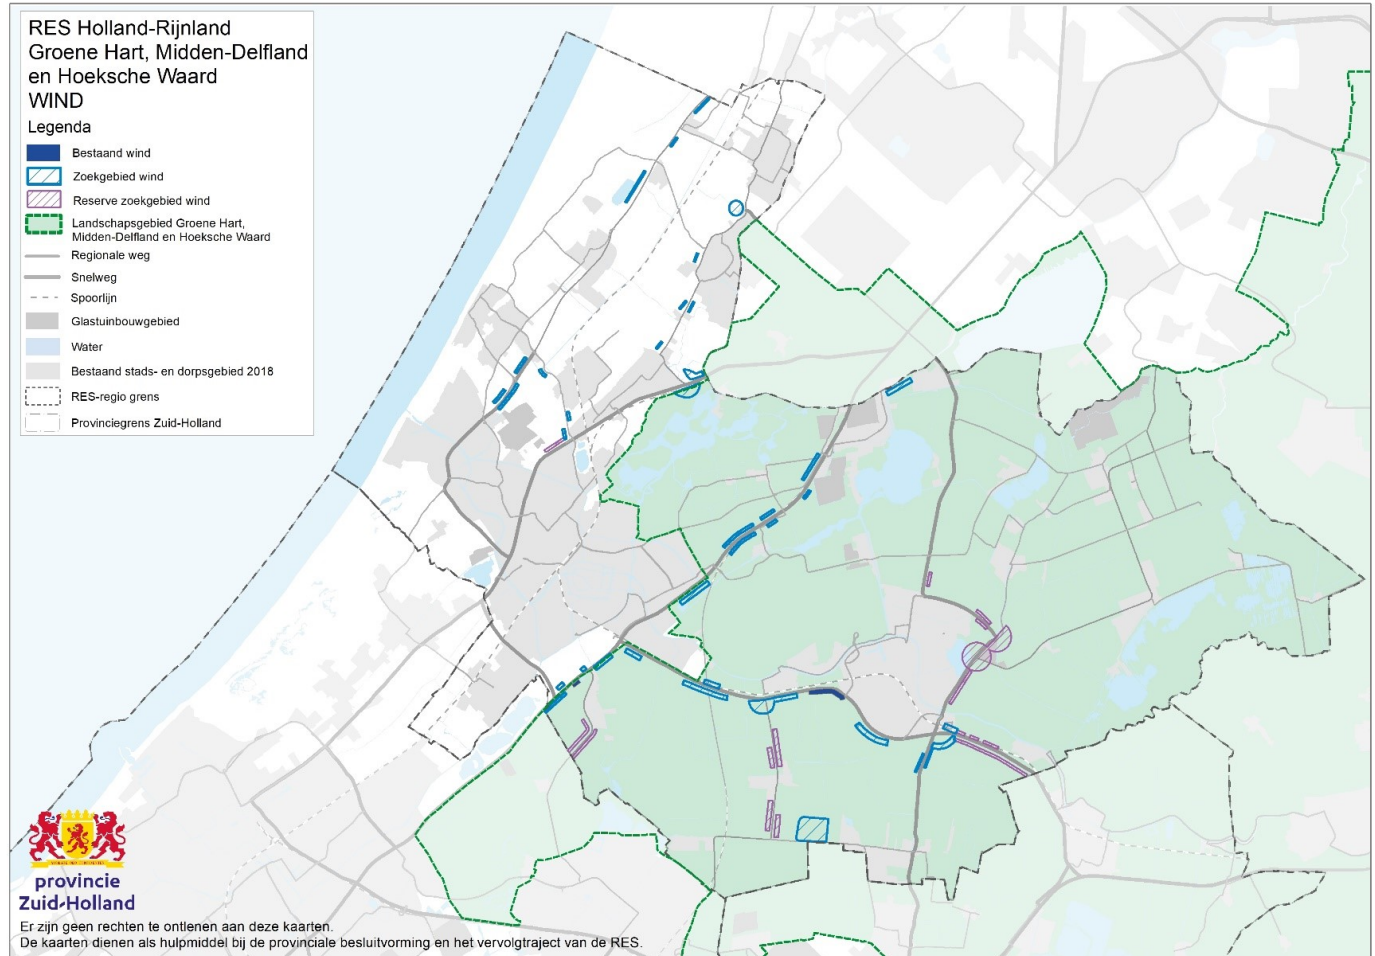 RES Holland-Rijnland
Groene Hart, Midden-Delfland
en Hoeksche Waard
WIND
Legenda
Bestaand wind
Zoekgebied wind
Reserve zoekgebied wind
Landschapsgebied Groene Hart,
Midden-Delfland en Hoeksche Waard
Regionale weg
Snelweg
Spoorlijn
Glastuinbouwgebied
Water
Bestaand stads- en dorpsgebied 2018
RES-regio grens
Provinciegrens Zuid-Holland
provincie
Zuid-Holland
Er zijn geen rechten te ontlenen aan deze kaarten.
De kaarten dienen als hulpmiddel bij de provinciale besluitvorming en het vervolgtraject van de RES.